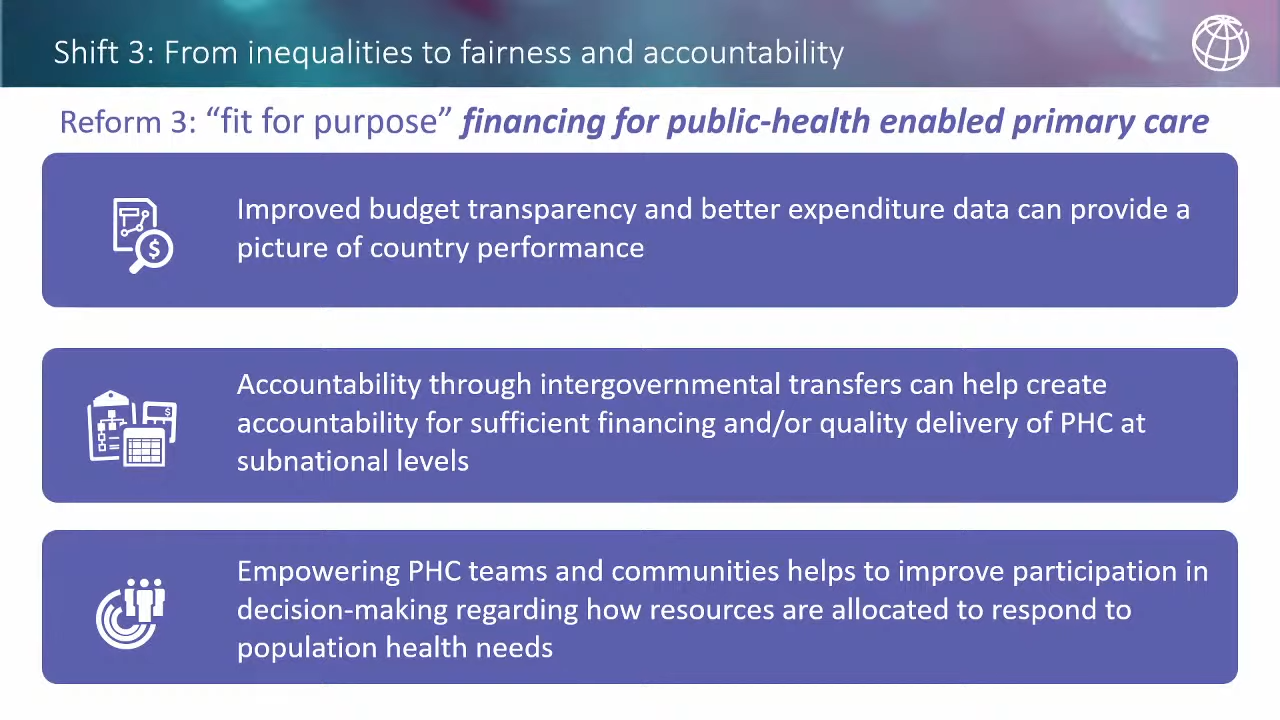 Shift 3: From inequalities to fairness and accountability
Reform 3: “fit for purpose” financing for public-health enabled primary care
Improved budget transparency and better expenditure data can provide a
picture of country performance
$
Accountability through intergovernmental transfers can help create
accountability for sufficient financing and/or quality delivery of PHC at
subnational levels
$
Empowering PHC teams and communities helps to improve participation in
decision-making regarding how resources are allocated to respond to
population health needs